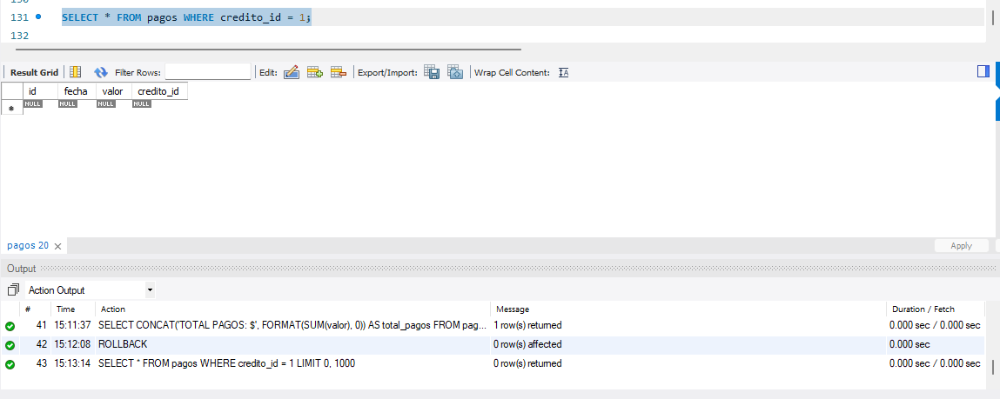 131 SELECT * FROM pagos WHERE credito_id = 1;
132
Result Grid Filter Rows: Edit: Export/Import: Wrap Cell Content:
id fecha valor credito_id
NULL NULL NULL NULL
pagos 20 Apply
Output
Action Output
# Time Action Message Duration / Fetch
41 15:11:37 SELECT CONCAT('TOTAL PAGOS: $', FORMAT(SUM(valor), 0)) AS total_pagos FROM pag... 1 row(s) returned 0.000 sec / 0.000 sec
42 15:12:08 ROLLBACK 0 row(s) affected 0.000 sec
43 15:13:14 SELECT * FROM pagos WHERE credito_id = 1 LIMIT 0, 1000 0 row(s) returned 0.000 sec / 0.000 sec